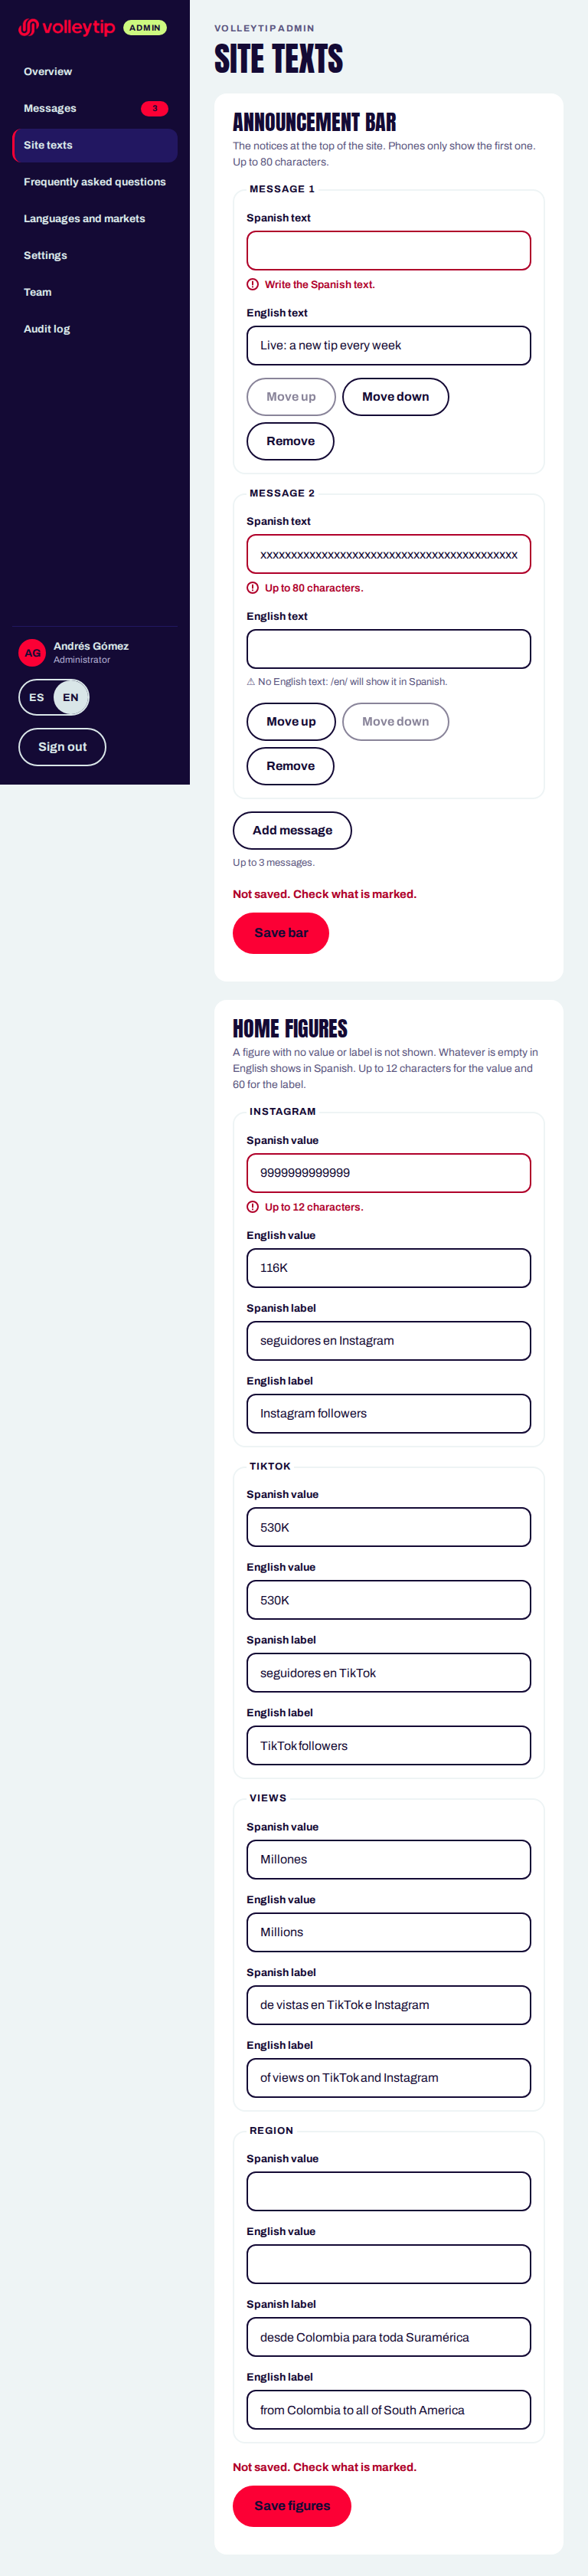 volleytip ADMIN
Overview
Messages 3
Site texts
Frequently asked questions
Languages and markets
Settings
Team
Audit log
AG Andrés Gómez
Administrator
ES EN
Sign out
VOLLEYTIP ADMIN
SITE TEXTS
ANNOUNCEMENT BAR
The notices at the top of the site. Phones only show the first one.
Up to 80 characters.
MESSAGE 1
Spanish text
Write the Spanish text.
English text
Live: a new tip every week
Move up Move down
Remove
MESSAGE 2
Spanish text
xxxxxxxxxxxxxxxxxxxxxxxxxxxxxxxxxxxxxxxxxx
Up to 80 characters.
English text
⚠ No English text: /en/ will show it in Spanish.
Move up Move down
Remove
Add message
Up to 3 messages.
Not saved. Check what is marked.
Save bar
HOME FIGURES
A figure with no value or label is not shown. Whatever is empty in
English shows in Spanish. Up to 12 characters for the value and
60 for the label.
INSTAGRAM
Spanish value
9999999999999
Up to 12 characters.
English value
116K
Spanish label
seguidores en Instagram
English label
Instagram followers
TIKTOK
Spanish value
530K
English value
530K
Spanish label
seguidores en TikTok
English label
TikTok followers
VIEWS
Spanish value
Millones
English value
Millions
Spanish label
de vistas en TikTok e Instagram
English label
of views on TikTok and Instagram
REGION
Spanish value
English value
Spanish label
desde Colombia para toda Suramérica
English label
from Colombia to all of South America
Not saved. Check what is marked.
Save figures